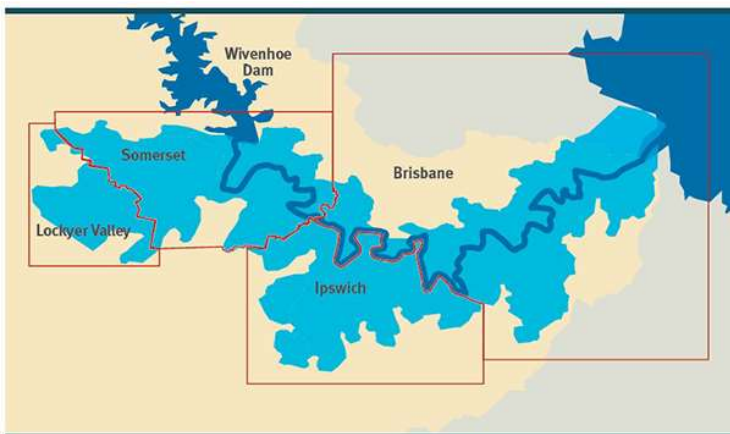 Wivenhoe
Dam
Somerset
Brisbane
Lockyer Valley
Ipswich